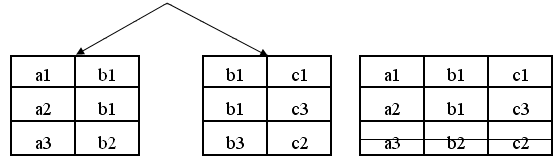 a1 b1 b1 c1 a1 b1 c1
a2 b1 b1 c3 a2 b1 c3
a3 b2 b3 c2 a3 b2 c2